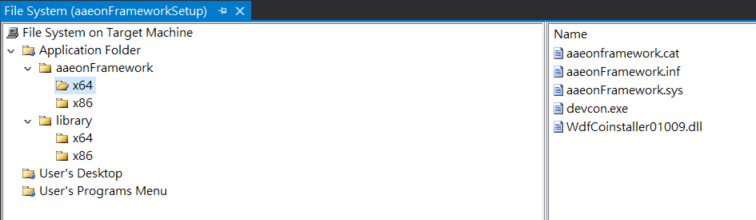 File System (aaeonFrameworkSetup)
File System on Target Machine
Application Folder
aaeonFramework
x64
x86
library
x64
x86
User's Desktop
User's Programs Menu
Name
aaeonframework.cat
aaeonFramework.inf
aaeonFramework.sys
devcon.exe
WdfCoinstaller01009.dll